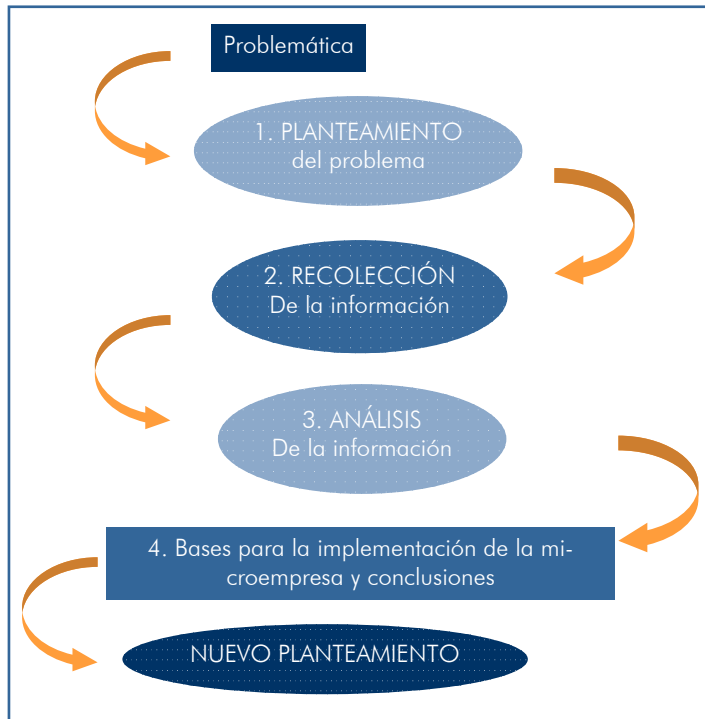 Problemática
1. PLANTEAMIENTO
del problema
2. RECOLECCIÓN
De la información
3. ANÁLISIS
De la información
4. Bases para la implementación de la mi-
croempresa y conclusiones
NUEVO PLANTEAMIENTO